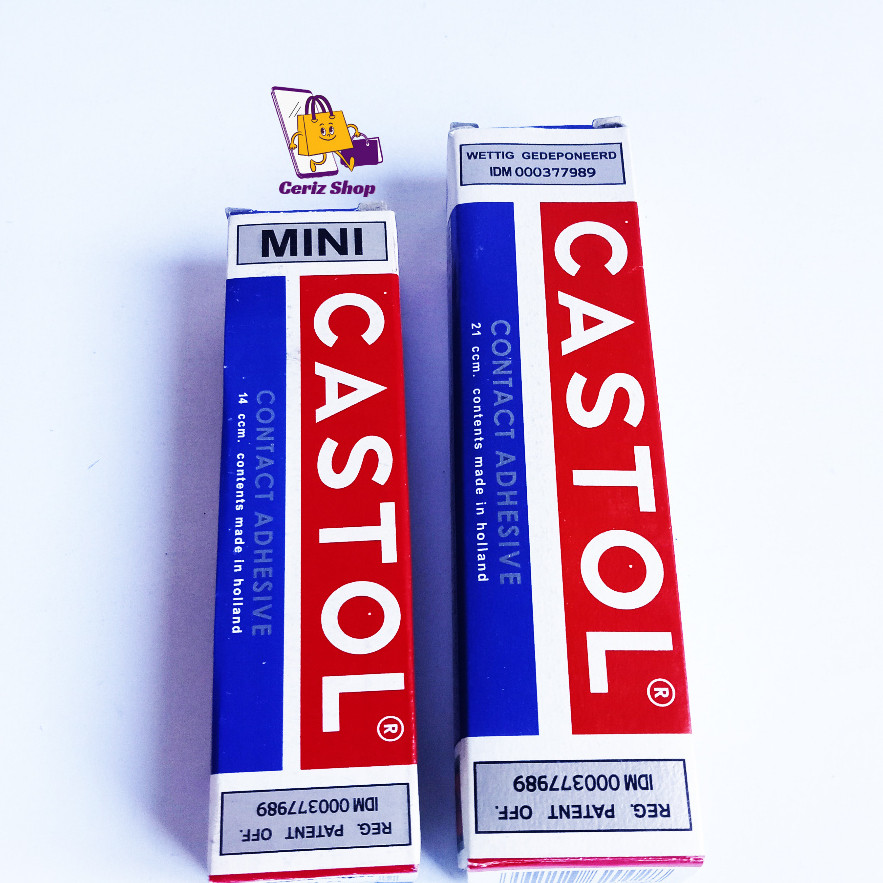 Ceriz Shop
MINI
CASTOL®
CONTACT ADHESIVE
14 ccm. contents made in holland
REG. PATENT OFF.
IDM 000377989
WETTIG GEDEPONEERD
IDM 000377989
CASTOL®
CONTACT ADHESIVE
21 ccm. contents made in holland
REG. PATENT OFF.
IDM 000377989